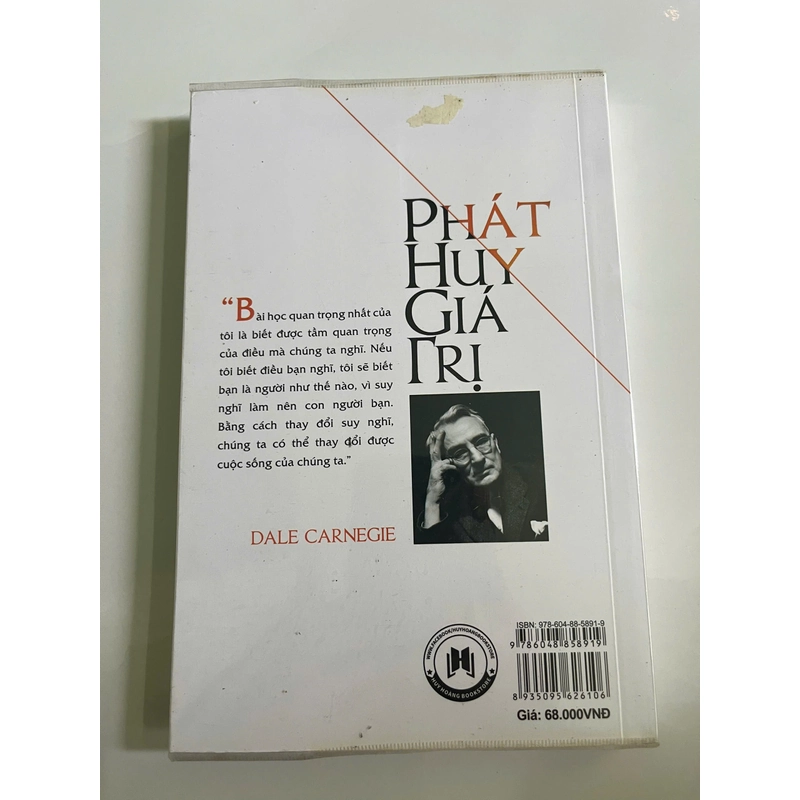 PHÁT
HUY
GIÁ
TRỊ
“Bài học quan trọng nhất của
tôi là biết được tầm quan trọng
của điều mà chúng ta nghĩ. Nếu
tôi biết điều bạn nghĩ, tôi sẽ biết
bạn là người như thế nào, vì suy
nghĩ làm nên con người bạn.
Bằng cách thay đổi suy nghĩ,
chúng ta có thể thay đổi được
cuộc sống của chúng ta.”
DALE CARNEGIE
WWW.FACEBOOK/HUYHOANGBOOKSTORE
HUY HOANG BOOKSTORE
ISBN: 978-604-88-5891-9
9 786048 858919
8 935095 626106
Giá: 68.000VNĐ